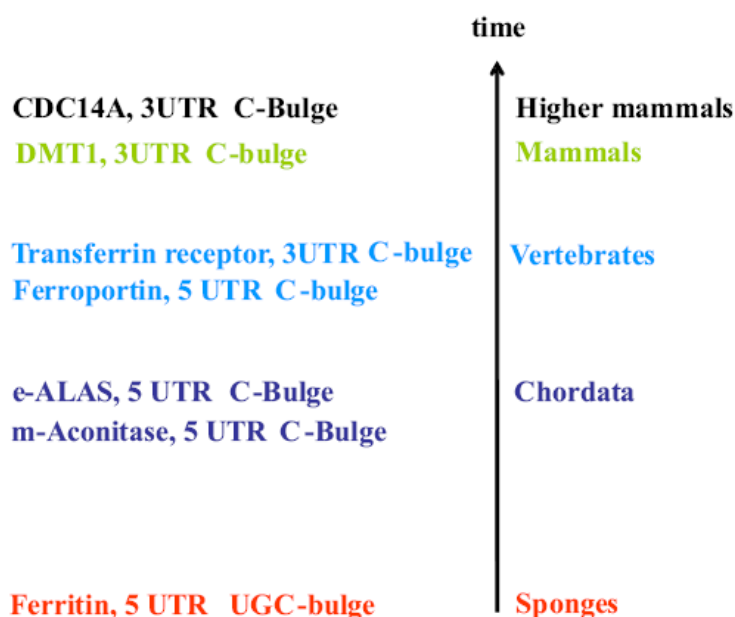 time
CDC14A, 3UTR C-Bulge Higher mammals
DMT1, 3UTR C-bulge Mammals
Transferrin receptor, 3UTR C-bulge Vertebrates
Ferroportin, 5 UTR C-bulge
e-ALAS, 5 UTR C-Bulge Chordata
m-Aconitase, 5 UTR C-Bulge
Ferritin, 5 UTR UGC-bulge Sponges